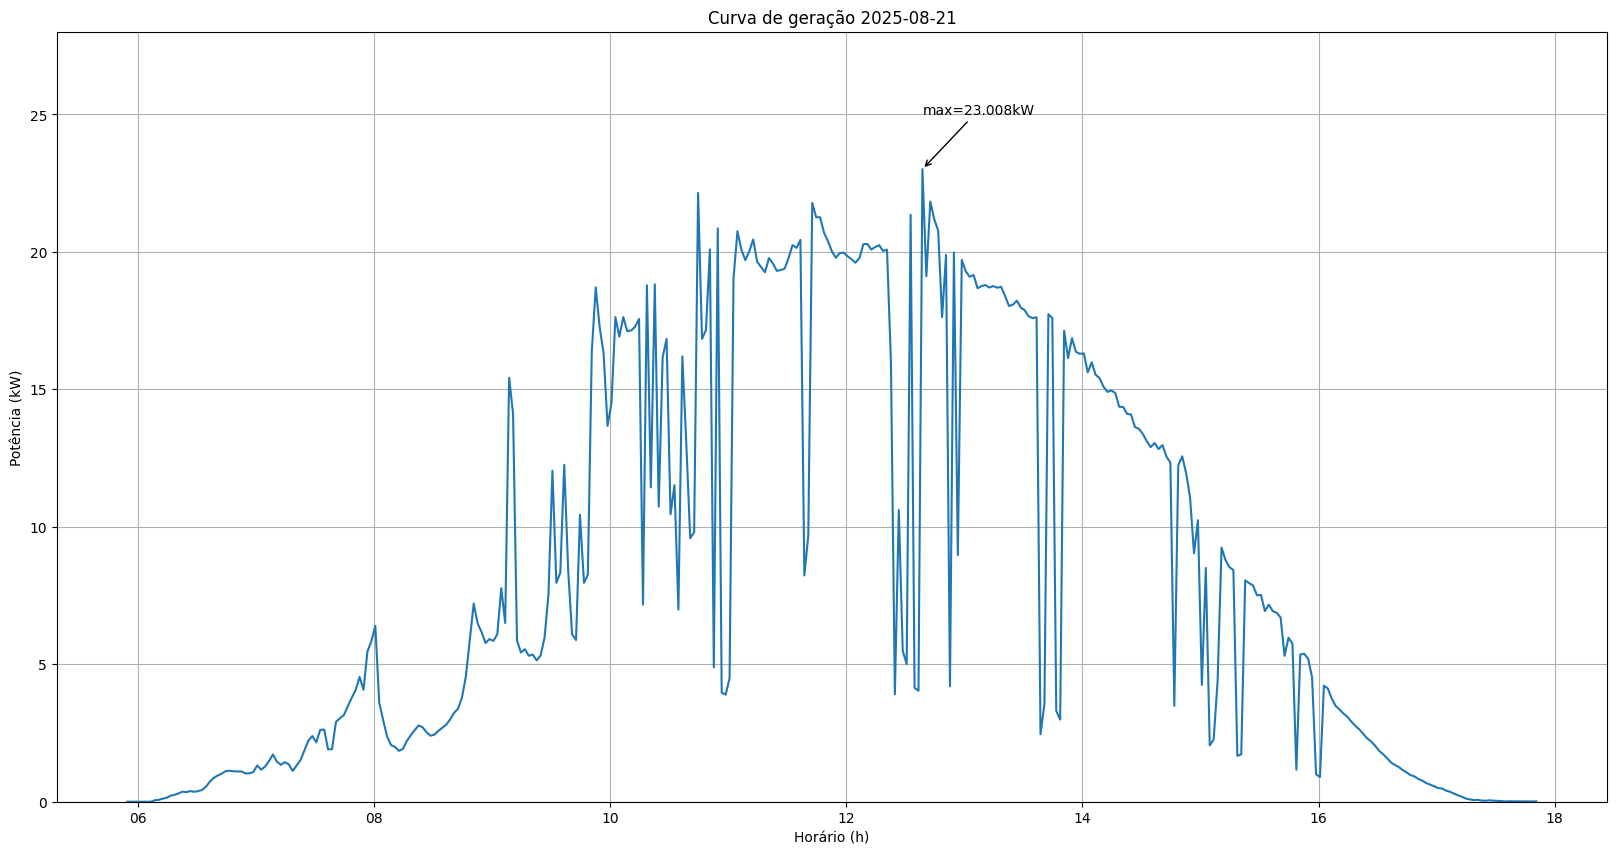 Curva de geração 2025-08-21
25
max=23.008kW
20
15
Potência (kW)
10
5
0
06 08 10 12 14 16 18
Horário (h)